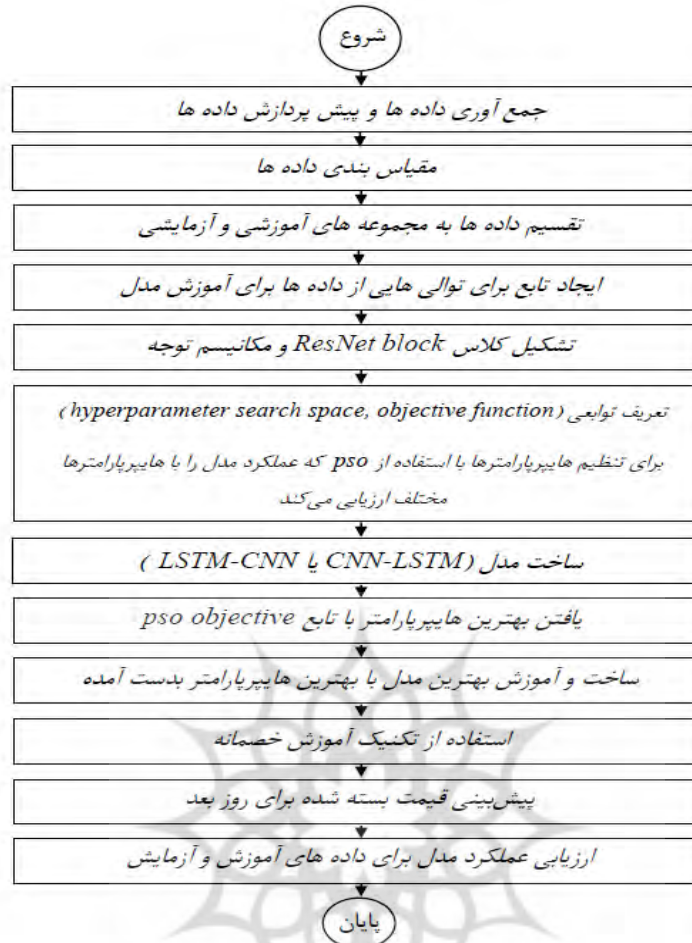 شروع
جمع آوری داده ها و پیش پردازش داده ها
مقیاس بندی داده ها
تقسیم داده ها به مجموعه های آموزشی و آزمایشی
ایجاد تابع برای توالی هایی از داده ها برای آموزش مدل
تشکیل کلاس ResNet block و مکانیسم توجه
تعریف توابعی (hyperparameter search space, objective function)
برای تنظیم هایپرپارامترها با استفاده از pso که عملکرد مدل را با هایپرپارامترها
مختلف ارزیابی می‌کند
ساخت مدل (CNN-LSTM یا LSTM-CNN )
یافتن بهترین هایپرپارامتر با تابع pso objective
ساخت و آموزش بهترین مدل با بهترین هایپرپارامتر بدست آمده
استفاده از تکنیک آموزش خصمانه
پیش‌بینی قیمت بسته شده برای روز بعد
ارزیابی عملکرد مدل برای داده های آموزش و آزمایش
پایان